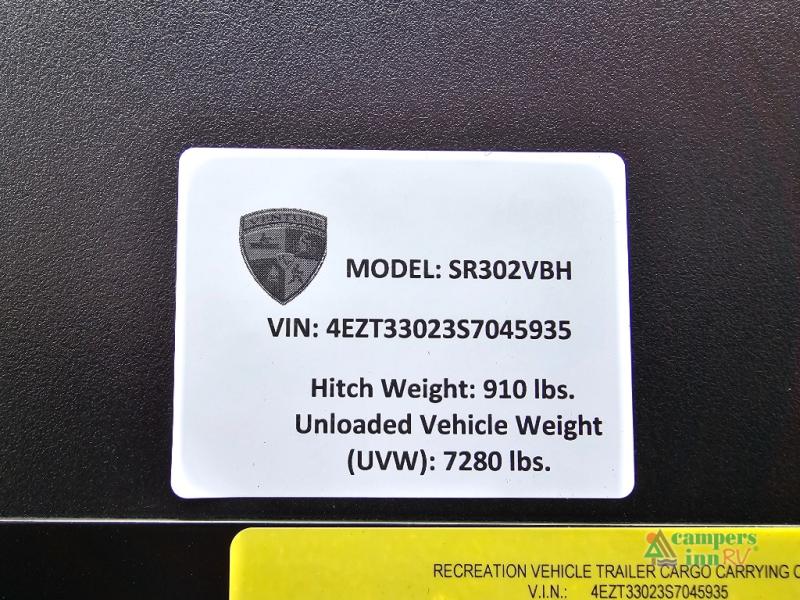 VENTURE
MODEL: SR302VBH
VIN: 4EZT33023S7045935
Hitch Weight: 910 lbs.
Unloaded Vehicle Weight
(UVW): 7280 lbs.
campers
inn RV
RECREATION VEHICLE TRAILER CARGO CARRYING
V.I.N.: 4EZT33023S7045935